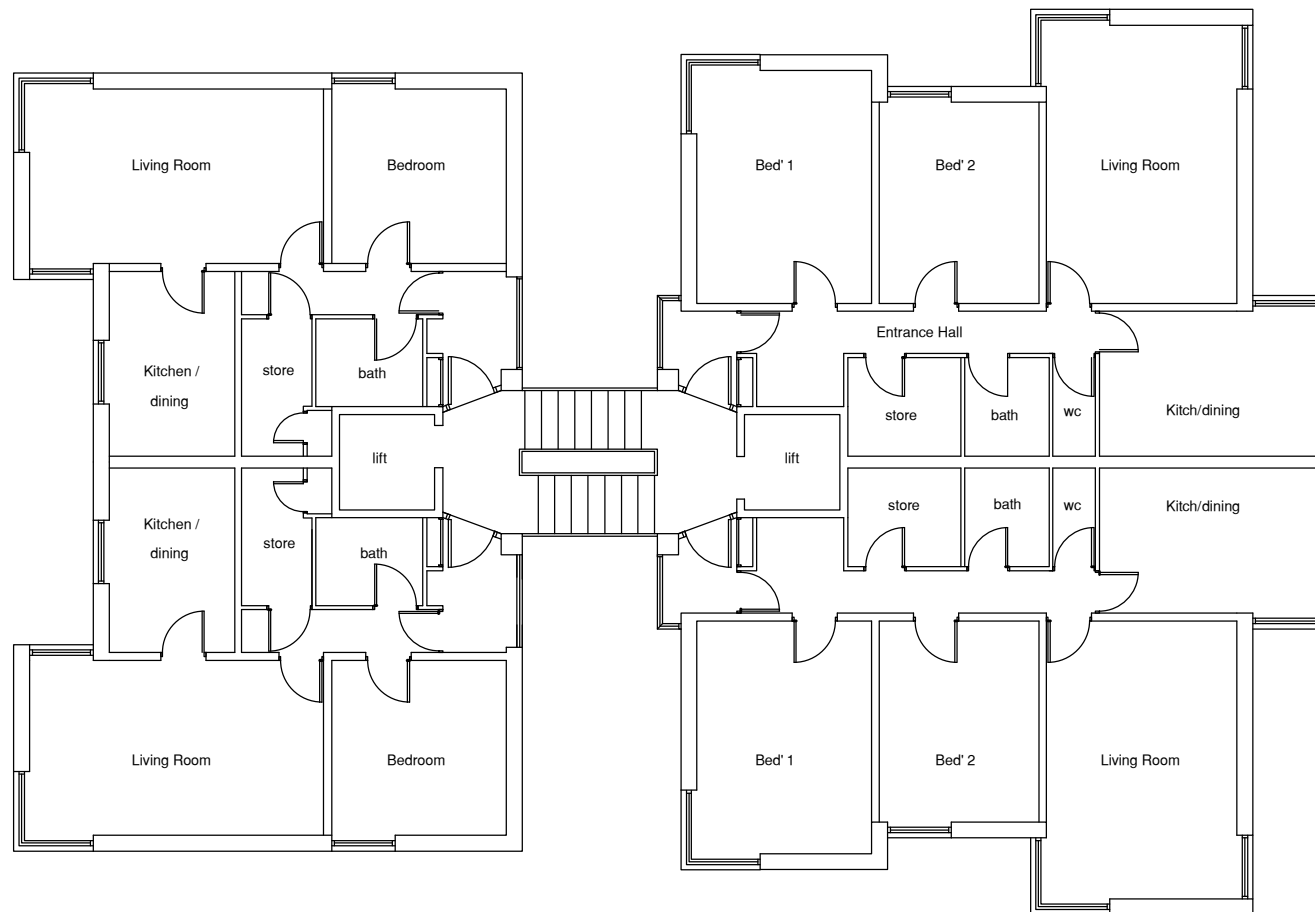 Living Room
Bedroom
Bed' 1
Bed' 2
Living Room
Entrance Hall
Kitchen /
dining
store
bath
store
bath
wc
Kitch/dining
lift
lift
Kitchen /
dining
store
bath
store
bath
wc
Kitch/dining
Living Room
Bedroom
Bed' 1
Bed' 2
Living Room